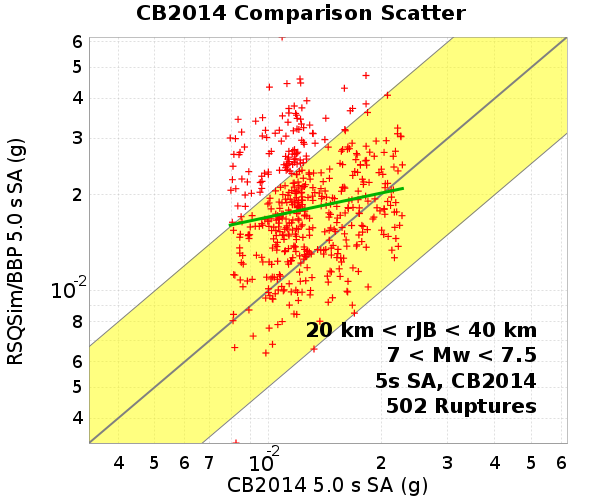 CB2014 Comparison Scatter
RSQSim/BBP 5.0 s SA (g)
6
5
4
3
2
10-2
8
6
5
4
20 km < rJB < 40 km
7 < Mw < 7.5
5s SA, CB2014
502 Ruptures
4 5 6 7 10-2 2 3 4 5 6
CB2014 5.0 s SA (g)